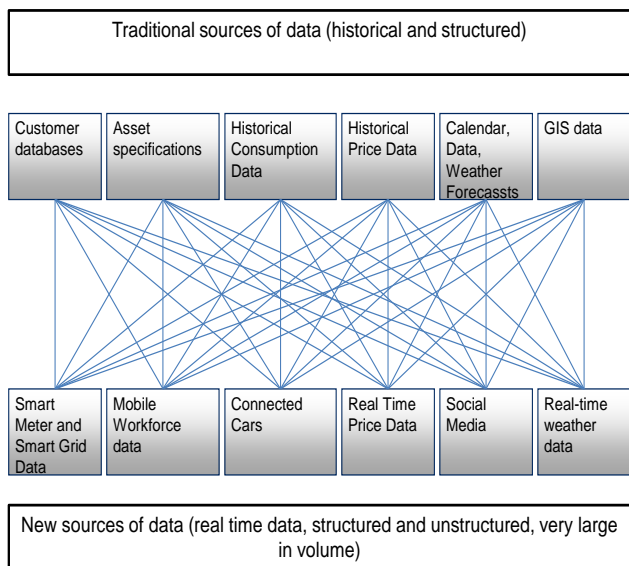 Traditional sources of data (historical and structured)
Customer
databases
Asset
specifications
Historical
Consumption
Data
Historical
Price Data
Calendar,
Data,
Weather
Forecassts
GIS data
Smart
Meter and
Smart Grid
Data
Mobile
Workforce
data
Connected
Cars
Real Time
Price Data
Social
Media
Real-time
weather
data
New sources of data (real time data, structured and unstructured, very large
in volume)